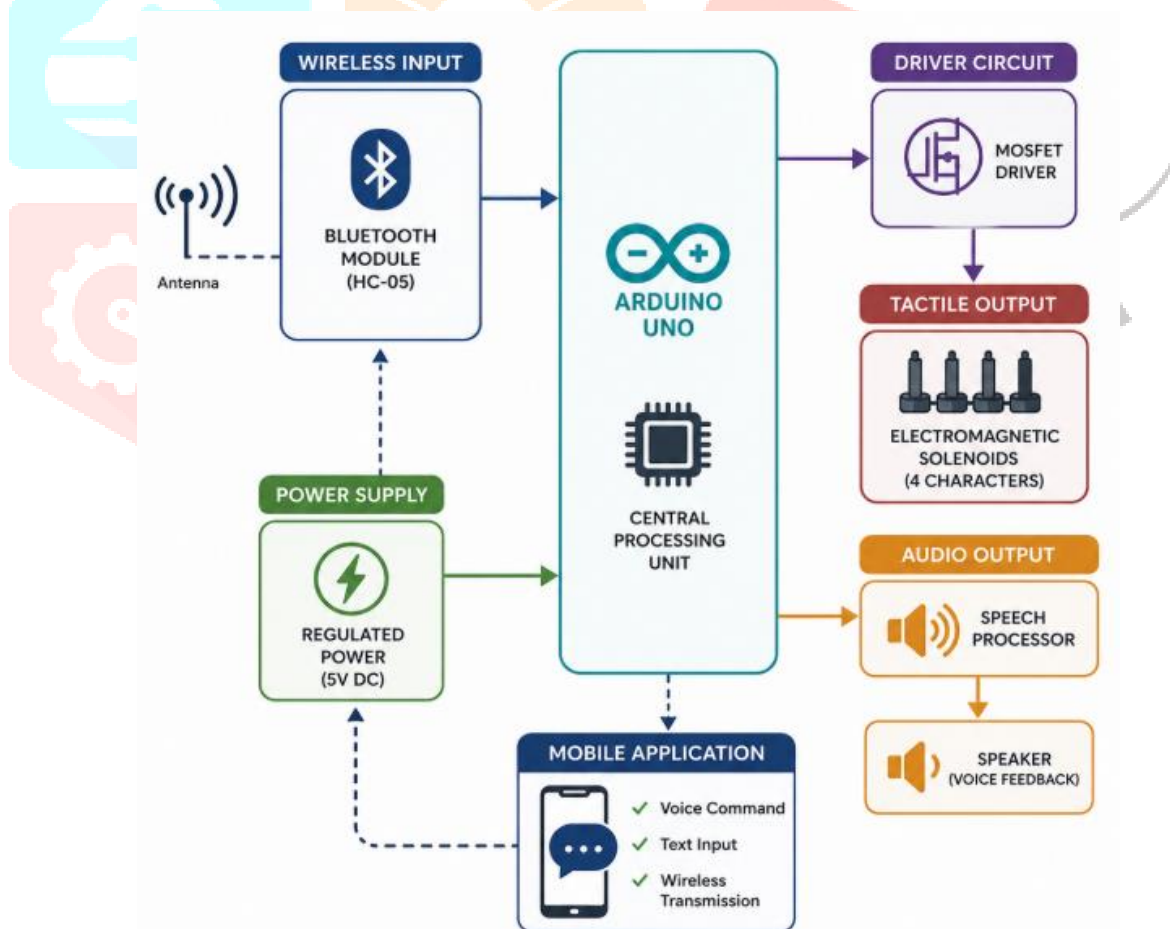 WIRELESS INPUT
BLUETOOTH
MODULE
(HC-05)
Antenna
POWER SUPPLY
REGULATED
POWER
(5V DC)
ARDUINO
UNO
CENTRAL
PROCESSING
UNIT
MOBILE APPLICATION
Voice Command
Text Input
Wireless
Transmission
DRIVER CIRCUIT
MOSFET
DRIVER
TACTILE OUTPUT
ELECTROMAGNETIC
SOLENOIDS
(4 CHARACTERS)
AUDIO OUTPUT
SPEECH
PROCESSOR
SPEAKER
(VOICE FEEDBACK)